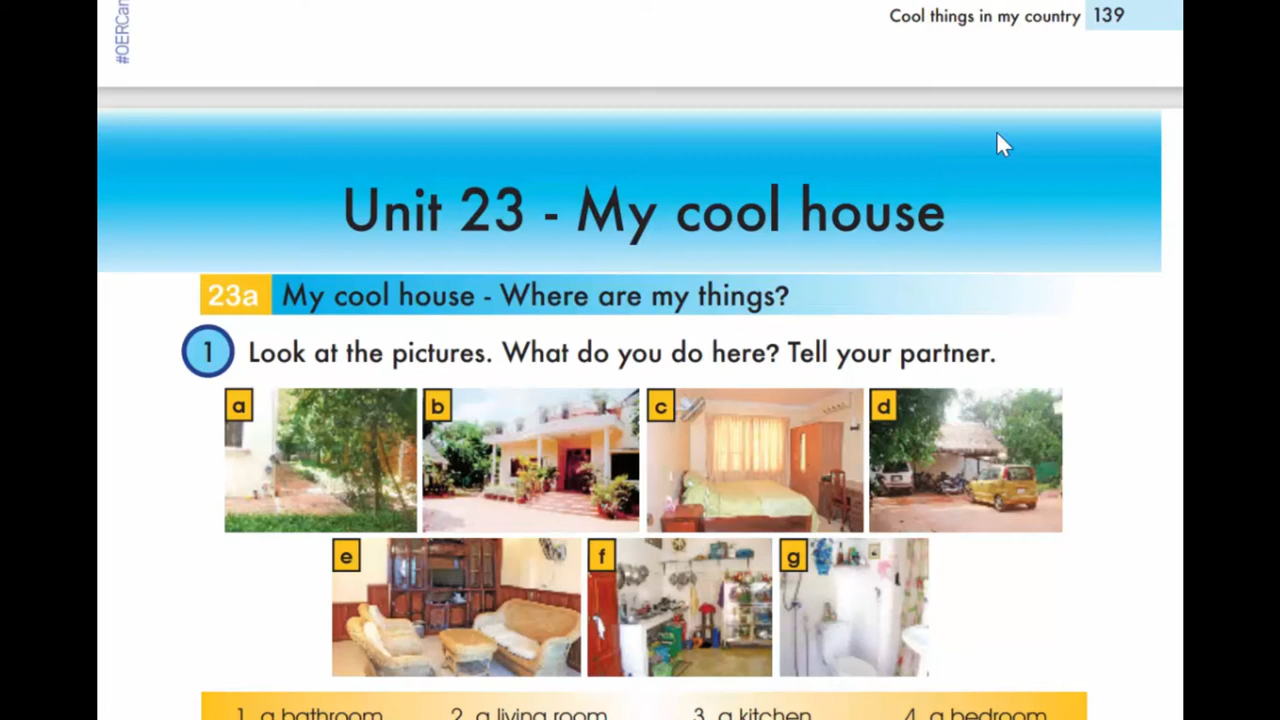 #OERCam
Cool things in my country 139
Unit 23 - My cool house
23a My cool house - Where are my things?
1 Look at the pictures. What do you do here? Tell your partner.
a b c d
e f g
1. a bathroom 2. a living room 3. a kitchen 4. a bedroom